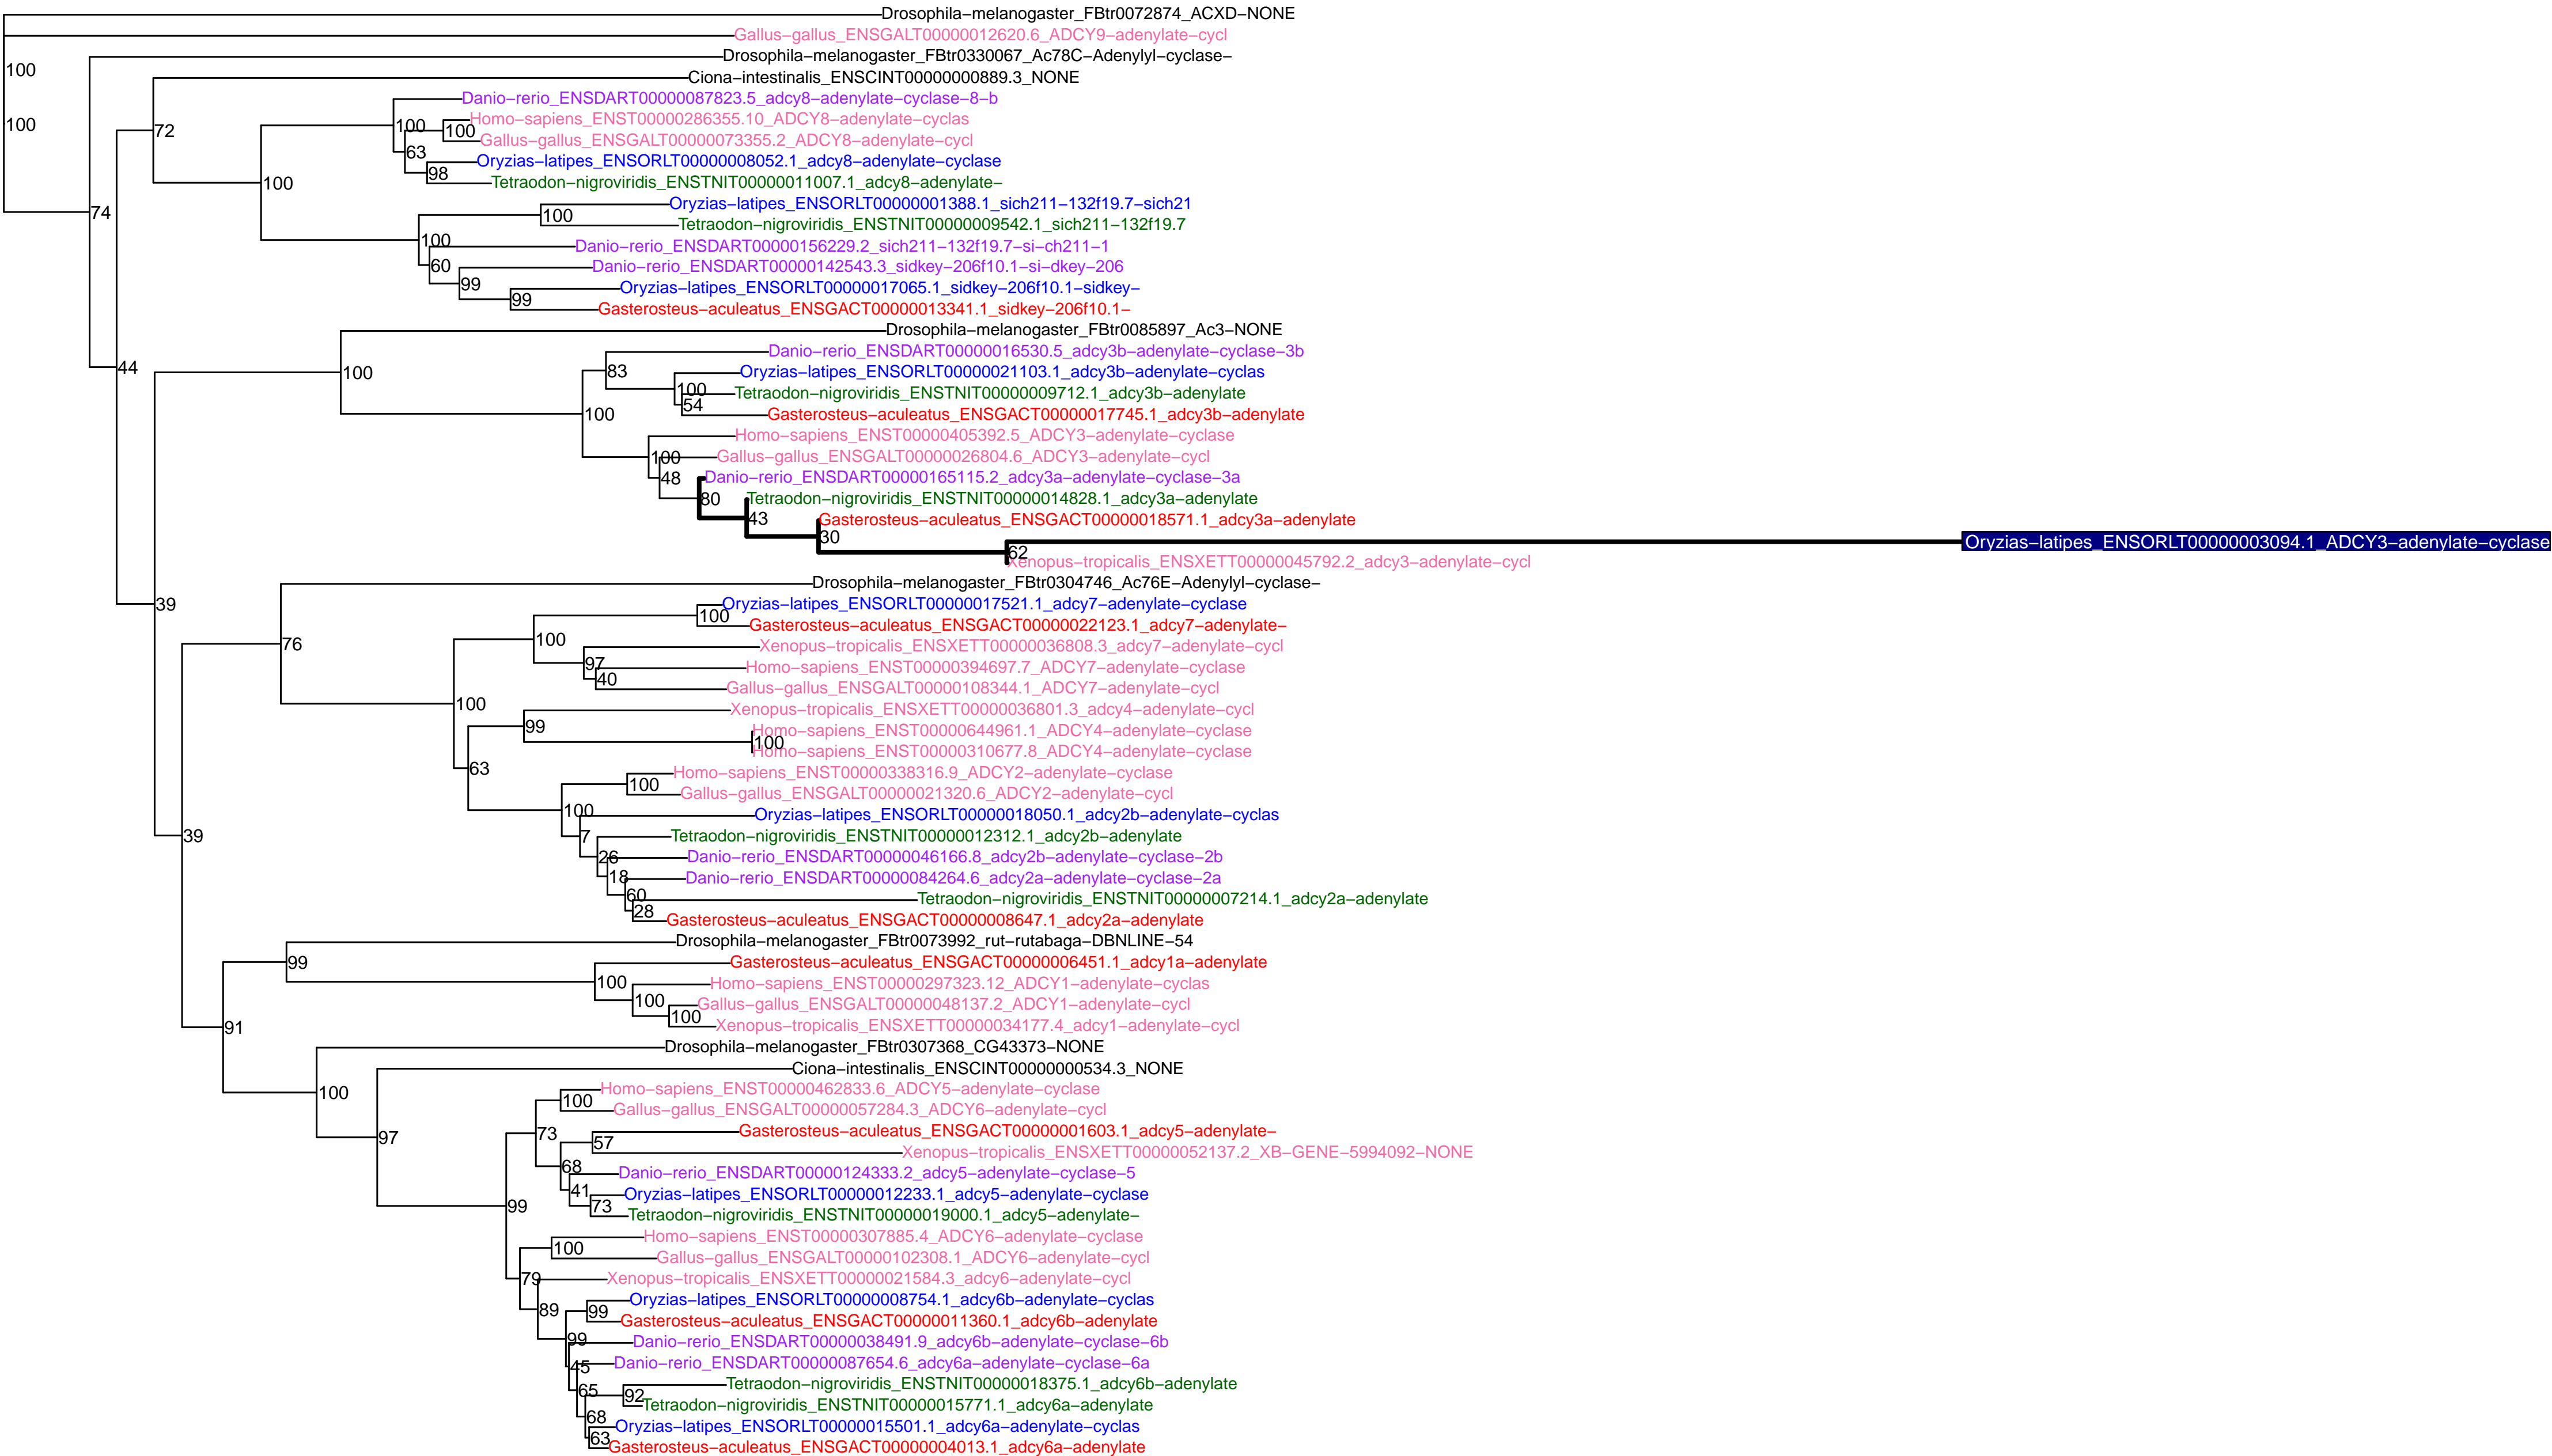 Drosophila−melanogaster_FBtr0072874_ACXD−NONE
Gallus−gallus_ENSGALT00000012620.6_ADCY9−adenylate−cycl
Drosophila−melanogaster_FBtr0330067_Ac78C−Adenylyl−cyclase−
100
Ciona−intestinalis_ENSCINT00000000889.3_NONE
Danio−rerio_ENSDART00000087823.5_adcy8−adenylate−cyclase−8−b
Homo−sapiens_ENST00000286355.10_ADCY8−adenylate−cyclas
100
100
100
72
Gallus−gallus_ENSGALT00000073355.2_ADCY8−adenylate−cycl
63
Oryzias−latipes_ENSORLT00000008052.1_adcy8−adenylate−cyclase
98
Tetraodon−nigroviridis_ENSTNIT00000011007.1_adcy8−adenylate−
100
Oryzias−latipes_ENSORLT00000001388.1_sich211−132f19.7−sich21
74
100
Tetraodon−nigroviridis_ENSTNIT00000009542.1_sich211−132f19.7
100
Danio−rerio_ENSDART00000156229.2_sich211−132f19.7−si−ch211−1
60
Danio−rerio_ENSDART00000142543.3_sidkey−206f10.1−si−dkey−206
99
Oryzias−latipes_ENSORLT00000017065.1_sidkey−206f10.1−sidkey−
99
Gasterosteus−aculeatus_ENSGACT00000013341.1_sidkey−206f10.1−
Drosophila−melanogaster_FBtr0085897_Ac3−NONE
Danio−rerio_ENSDART00000016530.5_adcy3b−adenylate−cyclase−3b
44
100
83
Oryzias−latipes_ENSORLT00000021103.1_adcy3b−adenylate−cyclas
100
Tetraodon−nigroviridis_ENSTNIT00000009712.1_adcy3b−adenylate
54
100
Gasterosteus−aculeatus_ENSGACT00000017745.1_adcy3b−adenylate
Homo−sapiens_ENST00000405392.5_ADCY3−adenylate−cyclase
100
Gallus−gallus_ENSGALT00000026804.6_ADCY3−adenylate−cycl
48
Danio−rerio_ENSDART00000165115.2_adcy3a−adenylate−cyclase−3a
80
Tetraodon−nigroviridis_ENSTNIT00000014828.1_adcy3a−adenylate
43
Gasterosteus−aculeatus_ENSGACT00000018571.1_adcy3a−adenylate
30
Oryzias−latipes_ENSORLT00000003094.1_ADCY3−adenylate−cyclase
62
Xenopus−tropicalis_ENSXETT00000045792.2_adcy3−adenylate−cycl
Drosophila−melanogaster_FBtr0304746_Ac76E−Adenylyl−cyclase−
39
Oryzias−latipes_ENSORLT00000017521.1_adcy7−adenylate−cyclase
100
Gasterosteus−aculeatus_ENSGACT00000022123.1_adcy7−adenylate−
76
100
Xenopus−tropicalis_ENSXETT00000036808.3_adcy7−adenylate−cycl
97
Homo−sapiens_ENST00000394697.7_ADCY7−adenylate−cyclase
40
Gallus−gallus_ENSGALT00000108344.1_ADCY7−adenylate−cycl
100
Xenopus−tropicalis_ENSXETT00000036801.3_adcy4−adenylate−cycl
99
Homo−sapiens_ENST00000644961.1_ADCY4−adenylate−cyclase
100
Homo−sapiens_ENST00000310677.8_ADCY4−adenylate−cyclase
63
Homo−sapiens_ENST00000338316.9_ADCY2−adenylate−cyclase
100
Gallus−gallus_ENSGALT00000021320.6_ADCY2−adenylate−cycl
100
Oryzias−latipes_ENSORLT00000018050.1_adcy2b−adenylate−cyclas
39
7
Tetraodon−nigroviridis_ENSTNIT00000012312.1_adcy2b−adenylate
26
Danio−rerio_ENSDART00000046166.8_adcy2b−adenylate−cyclase−2b
18
Danio−rerio_ENSDART00000084264.6_adcy2a−adenylate−cyclase−2a
60
Tetraodon−nigroviridis_ENSTNIT00000007214.1_adcy2a−adenylate
28
Gasterosteus−aculeatus_ENSGACT00000008647.1_adcy2a−adenylate
Drosophila−melanogaster_FBtr0073992_rut−rutabaga−DBNLINE−54
99
Gasterosteus−aculeatus_ENSGACT00000006451.1_adcy1a−adenylate
100
Homo−sapiens_ENST00000297323.12_ADCY1−adenylate−cyclas
100
Gallus−gallus_ENSGALT00000048137.2_ADCY1−adenylate−cycl
100
Xenopus−tropicalis_ENSXETT00000034177.4_adcy1−adenylate−cycl
91
Drosophila−melanogaster_FBtr0307368_CG43373−NONE
Ciona−intestinalis_ENSCINT00000000534.3_NONE
100
Homo−sapiens_ENST00000462833.6_ADCY5−adenylate−cyclase
100
Gallus−gallus_ENSGALT00000057284.3_ADCY6−adenylate−cycl
97
73
Gasterosteus−aculeatus_ENSGACT00000001603.1_adcy5−adenylate−
57
Xenopus−tropicalis_ENSXETT00000052137.2_XB−GENE−5994092−NONE
68
Danio−rerio_ENSDART00000124333.2_adcy5−adenylate−cyclase−5
41
Oryzias−latipes_ENSORLT00000012233.1_adcy5−adenylate−cyclase
73
99
Tetraodon−nigroviridis_ENSTNIT00000019000.1_adcy5−adenylate−
Homo−sapiens_ENST00000307885.4_ADCY6−adenylate−cyclase
100
Gallus−gallus_ENSGALT00000102308.1_ADCY6−adenylate−cycl
79
Xenopus−tropicalis_ENSXETT00000021584.3_adcy6−adenylate−cycl
89
Oryzias−latipes_ENSORLT00000008754.1_adcy6b−adenylate−cyclas
99
Gasterosteus−aculeatus_ENSGACT00000011360.1_adcy6b−adenylate
99
Danio−rerio_ENSDART00000038491.9_adcy6b−adenylate−cyclase−6b
45
Danio−rerio_ENSDART00000087654.6_adcy6a−adenylate−cyclase−6a
65
Tetraodon−nigroviridis_ENSTNIT00000018375.1_adcy6b−adenylate
92
Tetraodon−nigroviridis_ENSTNIT00000015771.1_adcy6a−adenylate
68
Oryzias−latipes_ENSORLT00000015501.1_adcy6a−adenylate−cyclas
63
Gasterosteus−aculeatus_ENSGACT00000004013.1_adcy6a−adenylate